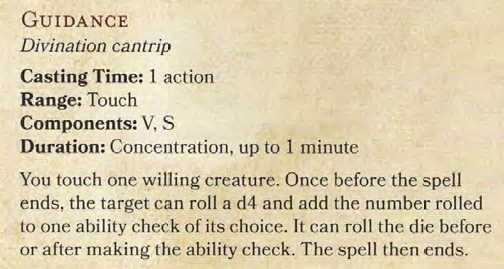 GUIDANCE
Divination cantrip
Casting Time: 1 action
Range: Touch
Components: V, S
Duration: Concentration, up to 1 minute
You touch one willing creature. Once before the spell
ends, the target can roll a d4 and add the number rolled
to one ability check of its choice. It can roll the die before
or after making the ability check. The spell then ends.